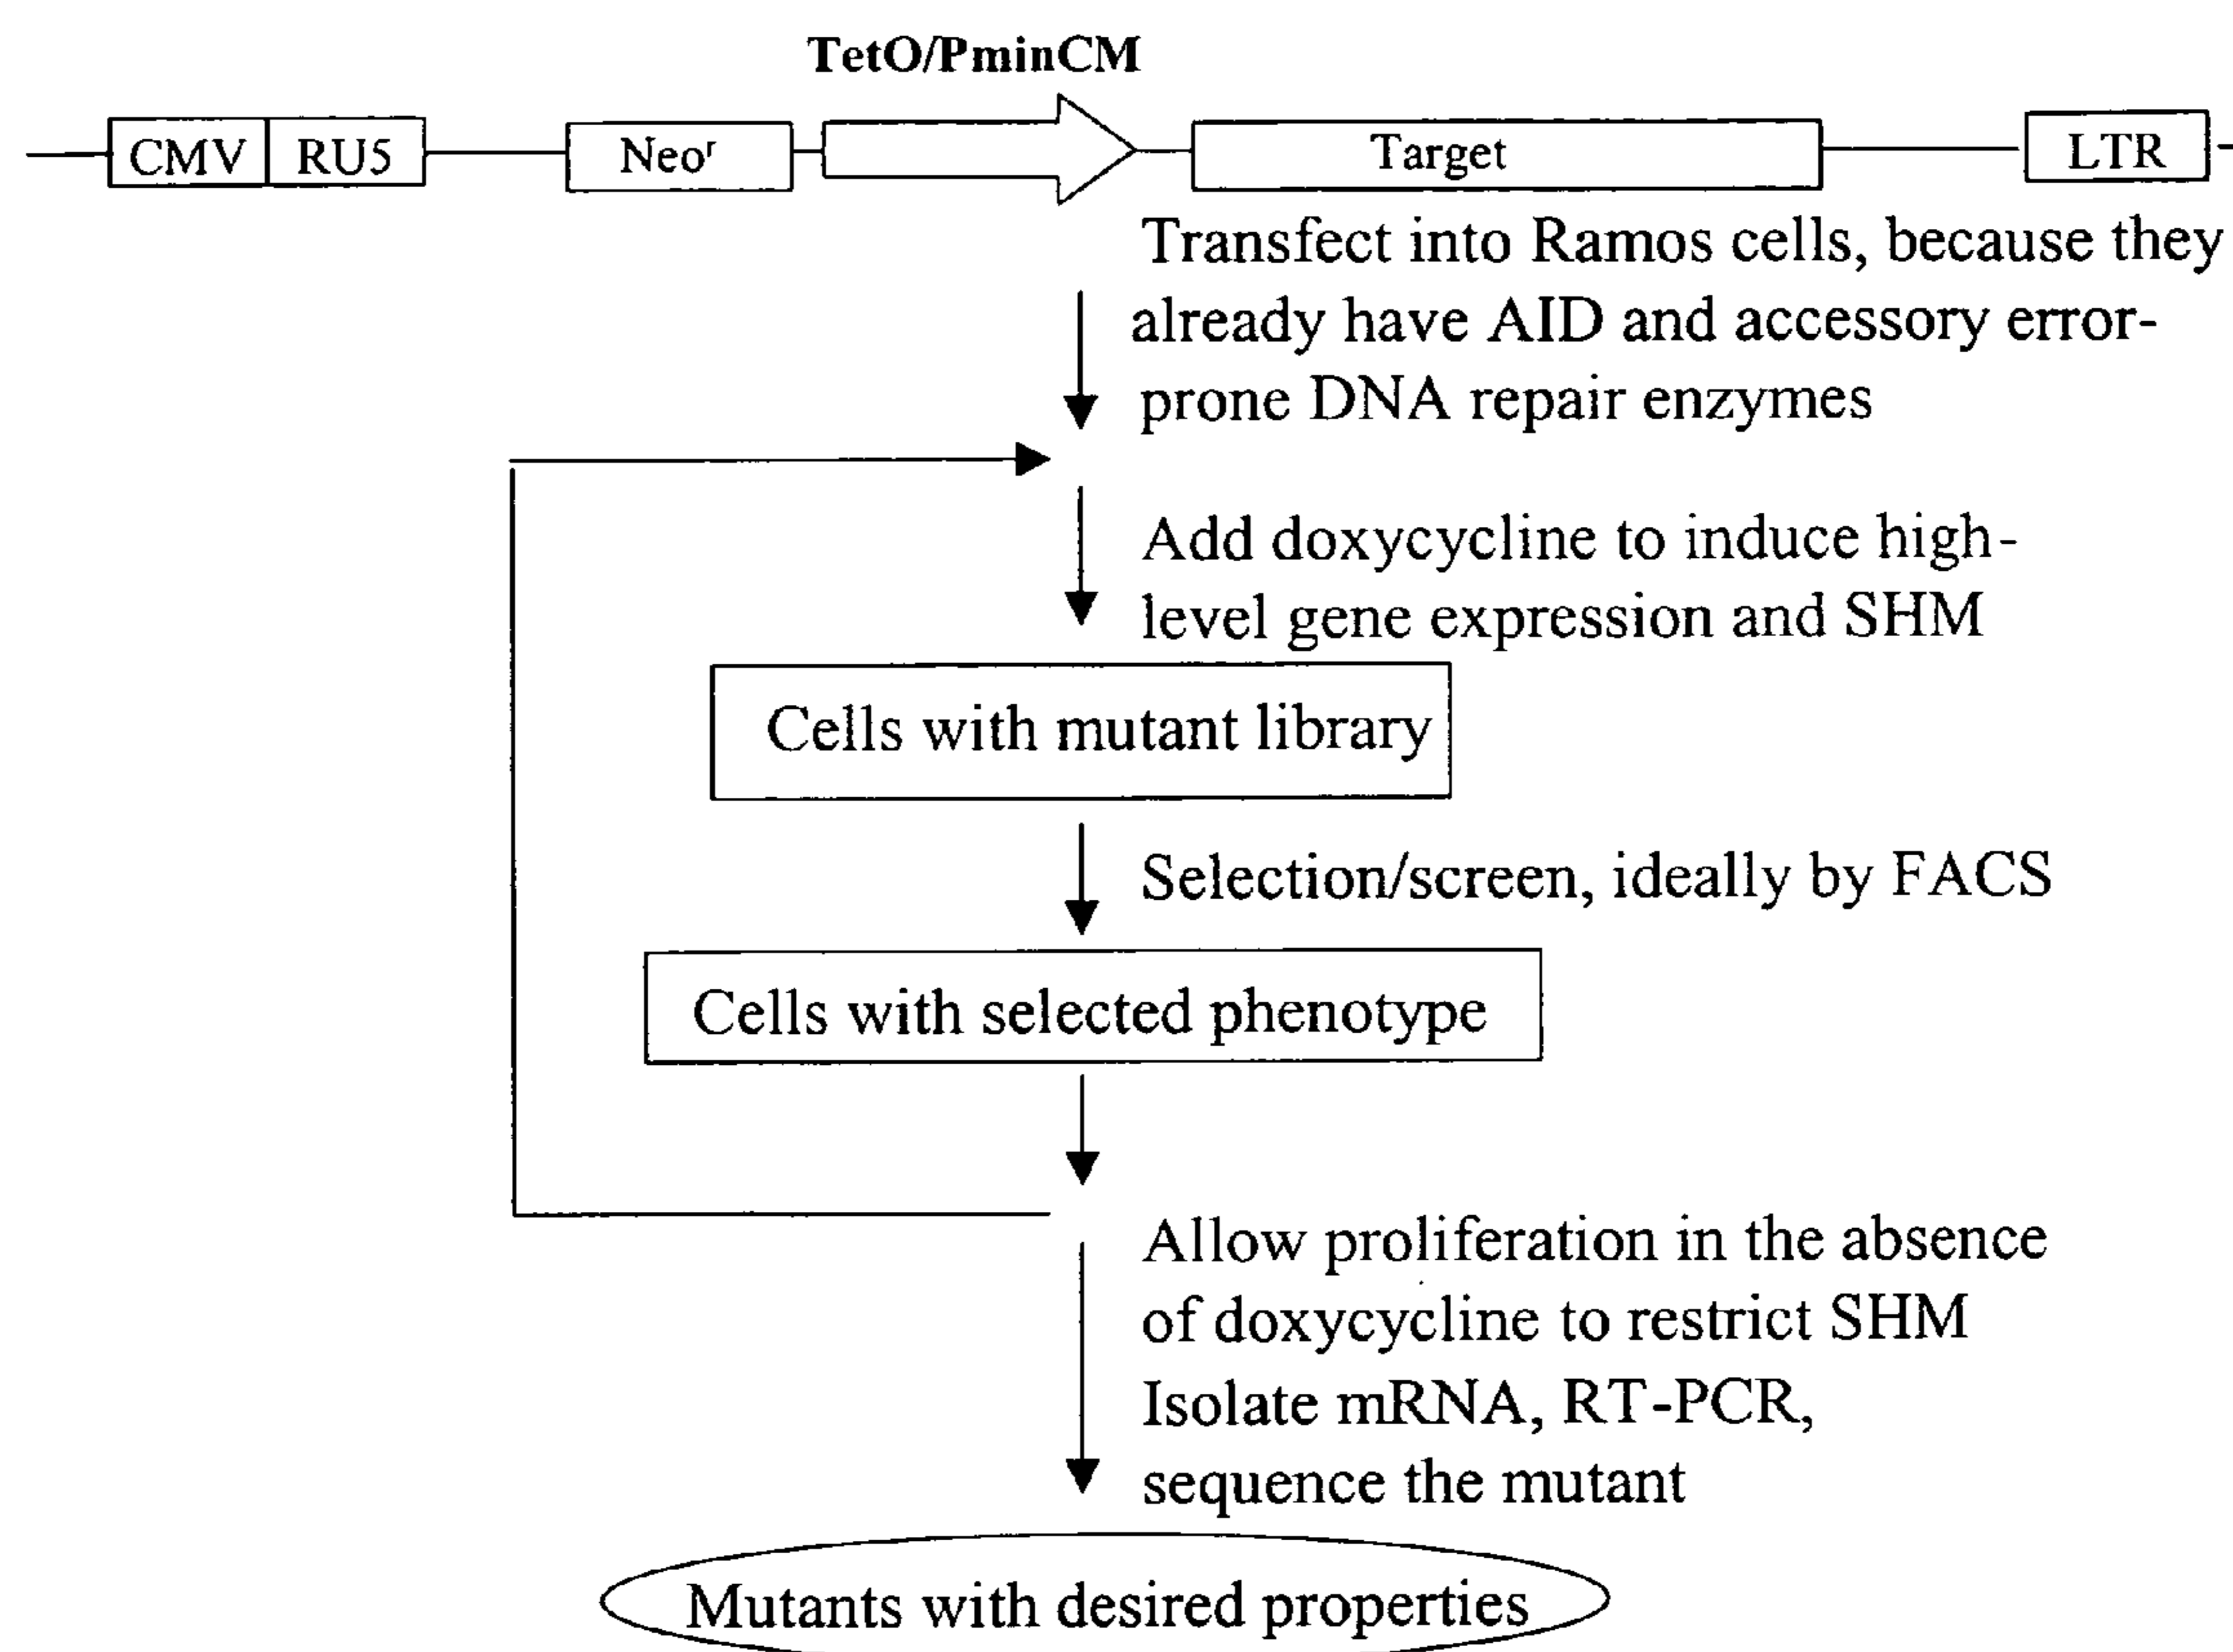 TetO/PminCM
CMV RU5 Neoʳ Target LTR
Transfect into Ramos cells, because they
already have AID and accessory error-
prone DNA repair enzymes
Add doxycycline to induce high-
level gene expression and SHM
Cells with mutant library
Selection/screen, ideally by FACS
Cells with selected phenotype
Allow proliferation in the absence
of doxycycline to restrict SHM
Isolate mRNA, RT-PCR,
sequence the mutant
Mutants with desired properties